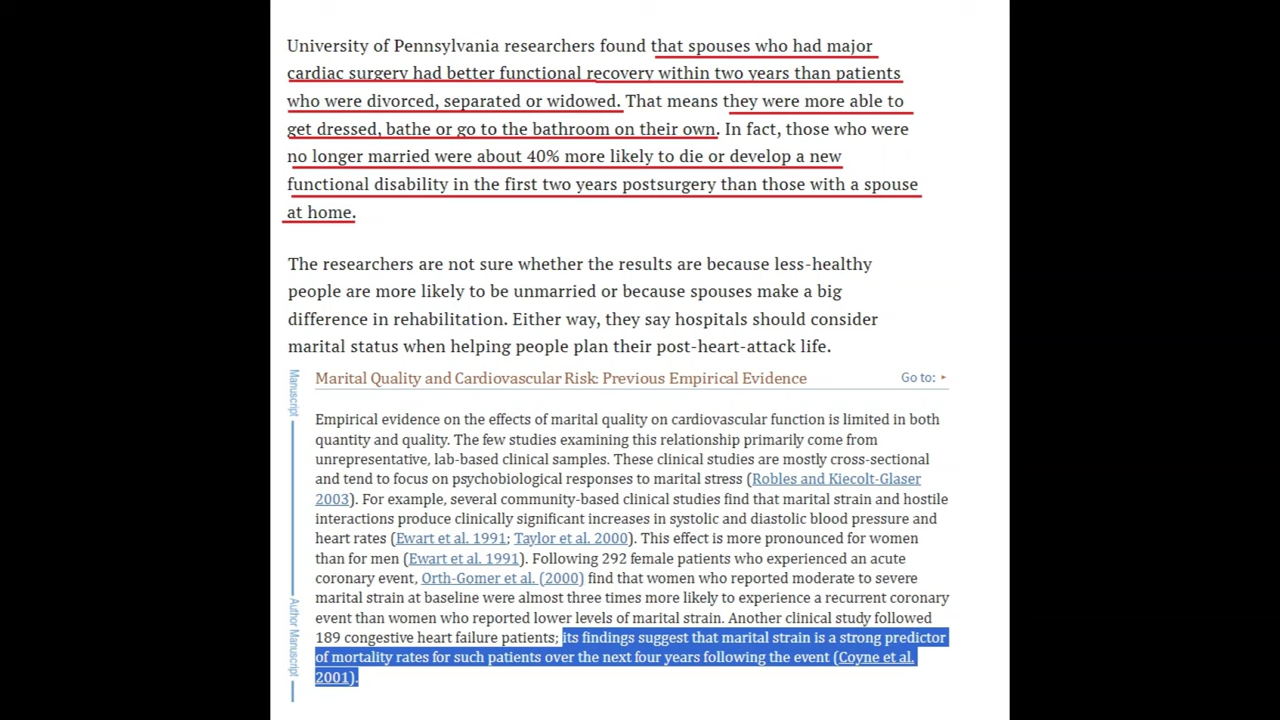 University of Pennsylvania researchers found that spouses who had major
cardiac surgery had better functional recovery within two years than patients
who were divorced, separated or widowed. That means they were more able to
get dressed, bathe or go to the bathroom on their own. In fact, those who were
no longer married were about 40% more likely to die or develop a new
functional disability in the first two years postsurgery than those with a spouse
at home.
The researchers are not sure whether the results are because less-healthy
people are more likely to be unmarried or because spouses make a big
difference in rehabilitation. Either way, they say hospitals should consider
marital status when helping people plan their post-heart-attack life.
Manuscript
Author Manuscript
Marital Quality and Cardiovascular Risk: Previous Empirical Evidence
Go to:
Empirical evidence on the effects of marital quality on cardiovascular function is limited in both
quantity and quality. The few studies examining this relationship primarily come from
unrepresentative, lab-based clinical samples. These clinical studies are mostly cross-sectional
and tend to focus on psychobiological responses to marital stress (Robles and Kiecolt-Glaser
2003). For example, several community-based clinical studies find that marital strain and hostile
interactions produce clinically significant increases in systolic and diastolic blood pressure and
heart rates (Ewart et al. 1991; Taylor et al. 2000). This effect is more pronounced for women
than for men (Ewart et al. 1991). Following 292 female patients who experienced an acute
coronary event, Orth-Gomer et al. (2000) find that women who reported moderate to severe
marital strain at baseline were almost three times more likely to experience a recurrent coronary
event than women who reported lower levels of marital strain. Another clinical study followed
189 congestive heart failure patients; its findings suggest that marital strain is a strong predictor
of mortality rates for such patients over the next four years following the event (Coyne et al.
2001).